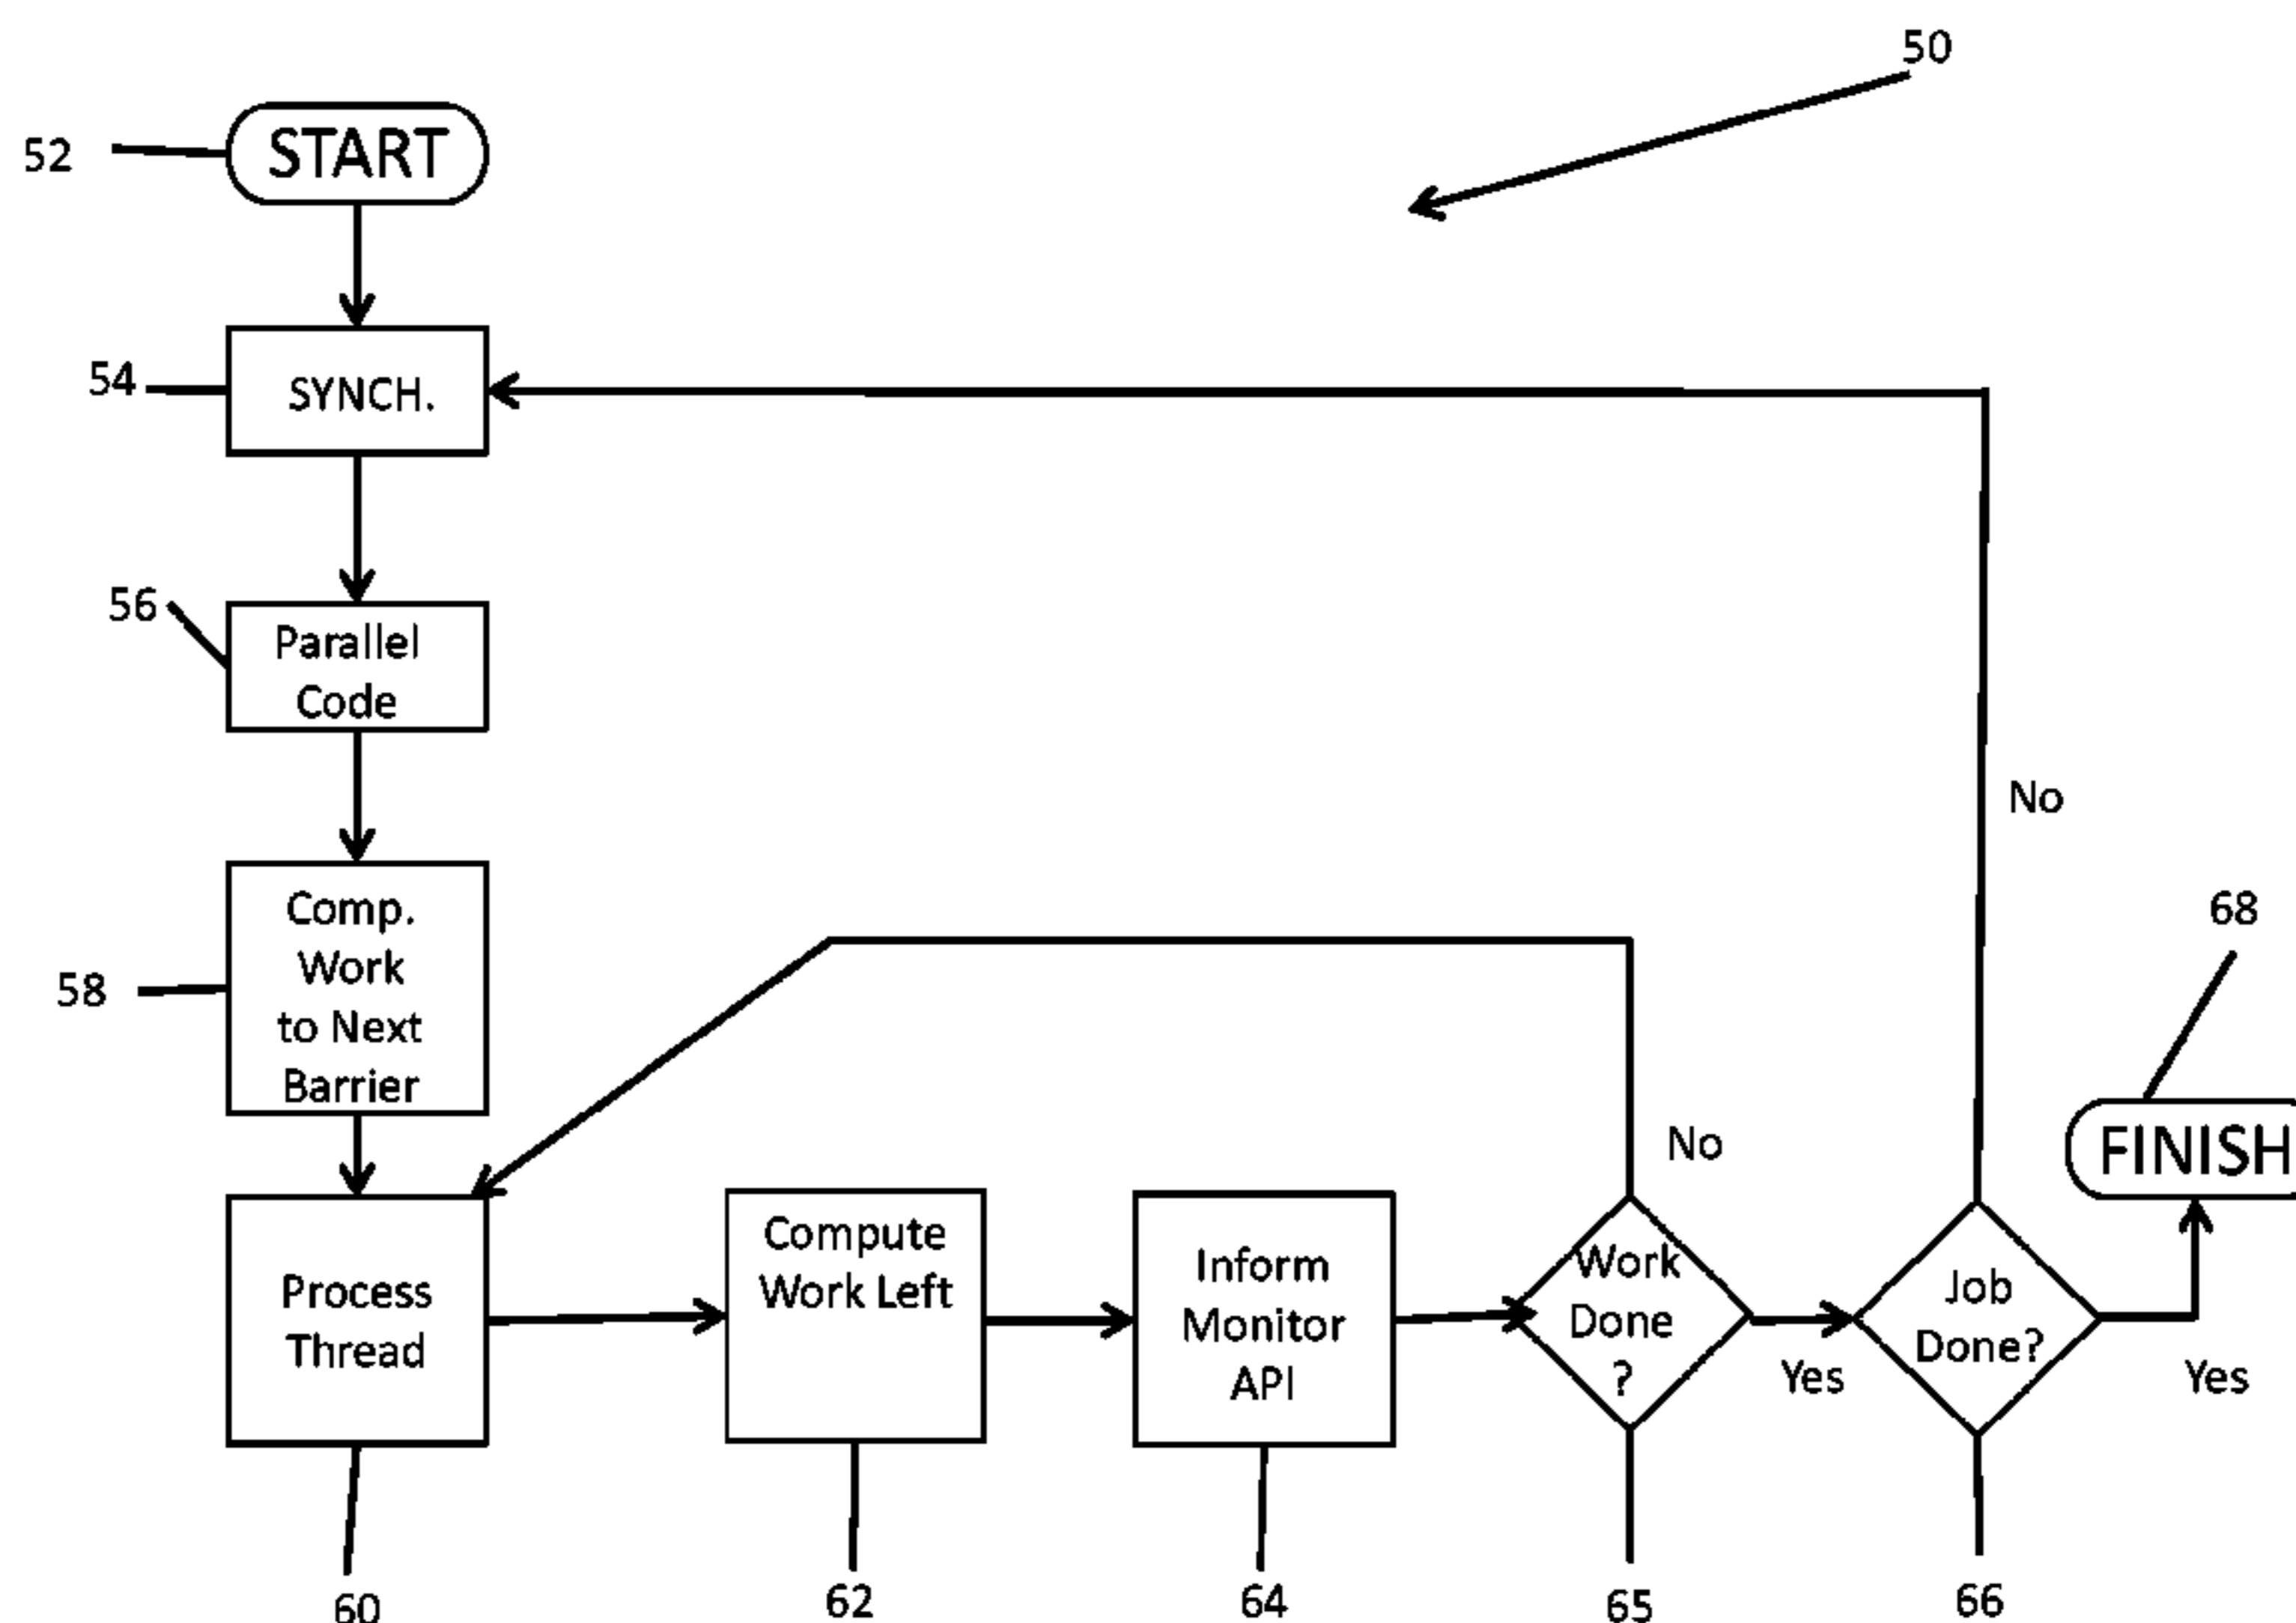 50
52
START
54
SYNCH.
56
Parallel
Code
58
Comp.
Work
to Next
Barrier
No
68
FINISH
No
Process
Thread
Compute
Work Left
Inform
Monitor
API
Work
Done
?
Yes
Job
Done?
Yes
60
62
64
65
66